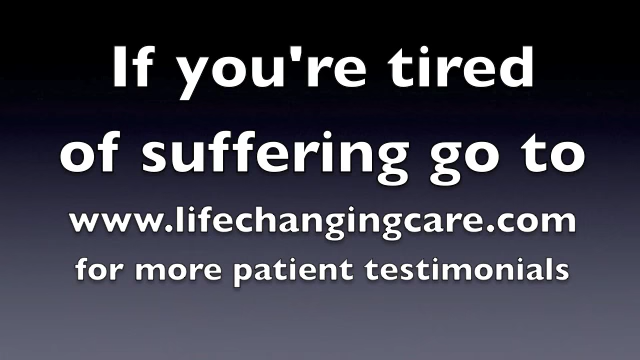 If you're tired
of suffering go to
www.lifechangingcare.com
for more patient testimonials